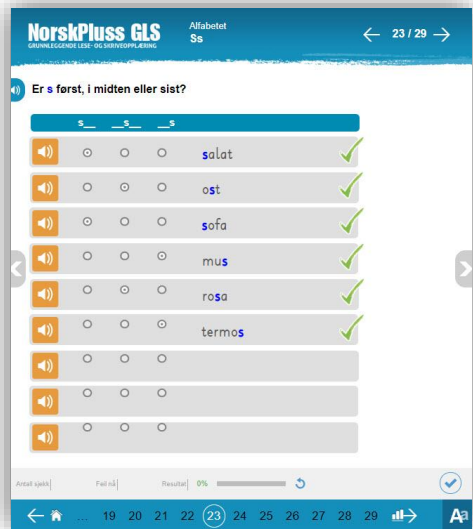 NorskPluss GLS
GRUNNLEGGENDE LESE- OG SKRIVEOPPLÆRING
Alfabetet
Ss
23 / 29
Er s først, i midten eller sist?
s__ __s__ __s
salat
ost
sofa
mus
rosa
termos
Antall sjekk Feil nå Resultat 0%
... 19 20 21 22 23 24 25 26 27 28 29 Aa